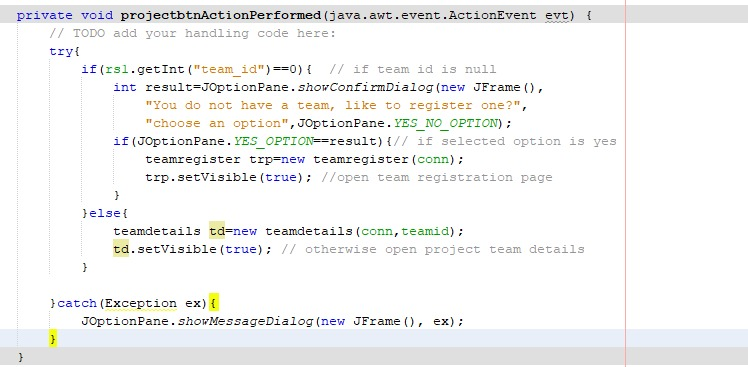 private void projectbtnActionPerformed(java.awt.event.ActionEvent evt) {
// TODO add your handling code here:
try{
if(rs1.getInt("team_id")==0){ // if team id is null
int result=JOptionPane.showConfirmDialog(new JFrame(),
"You do not have a team, like to register one?",
"choose an option",JOptionPane.YES_NO_OPTION);
if(JOptionPane.YES_OPTION==result){// if selected option is yes
teamregister trp=new teamregister(conn);
trp.setVisible(true); //open team registration page
}
}else{
teamdetails td=new teamdetails(conn,teamid);
td.setVisible(true); // otherwise open project team details
}
}catch(Exception ex){
JOptionPane.showMessageDialog(new JFrame(), ex);
}
}